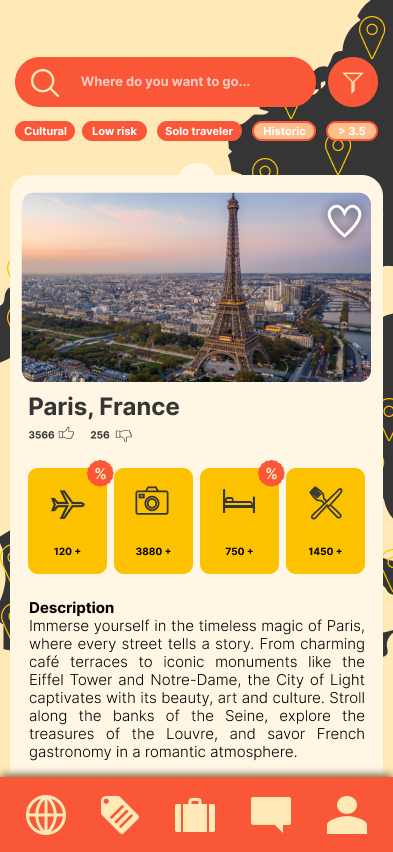 Where do you want to go...
Cultural Low risk Solo traveler Historic > 3.5
Paris, France
3566 256
% %
120 + 3880 + 750 + 1450 +
Description
Immerse yourself in the timeless magic of Paris,
where every street tells a story. From charming
café terraces to iconic monuments like the
Eiffel Tower and Notre-Dame, the City of Light
captivates with its beauty, art and culture. Stroll
along the banks of the Seine, explore the
treasures of the Louvre, and savor French
gastronomy in a romantic atmosphere.